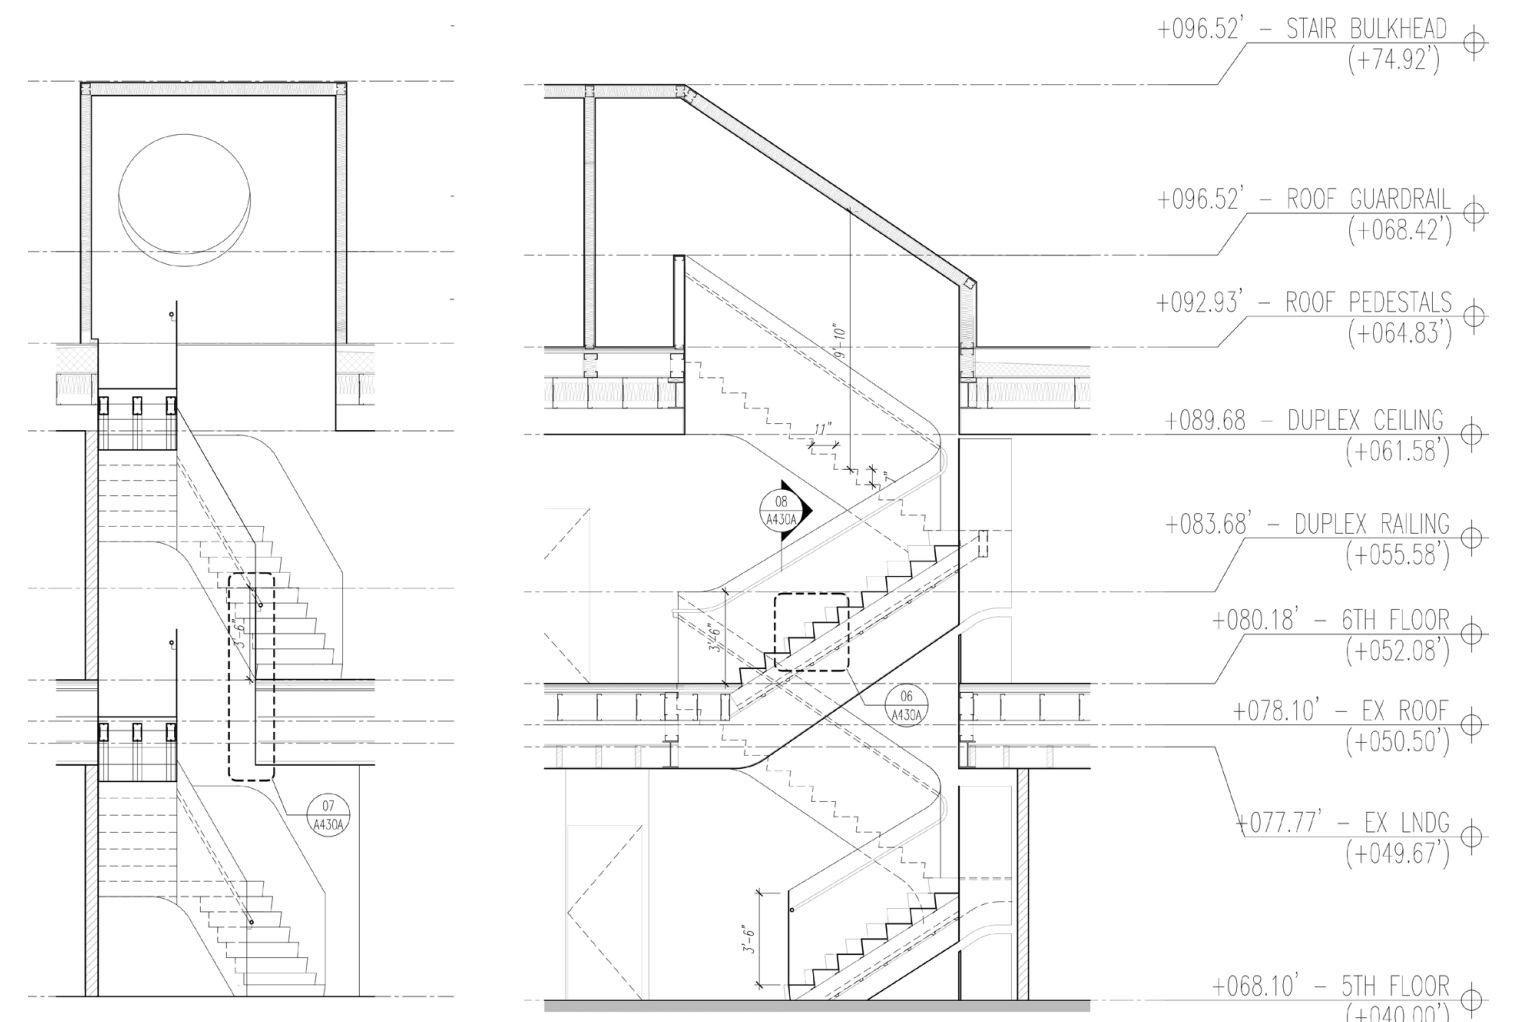 +096.52' – STAIR BULKHEAD
(+74.92')
+096.52' – ROOF GUARDRAIL
(+068.42')
+092.93' – ROOF PEDESTALS
(+064.83')
9'-10"
+089.68 – DUPLEX CEILING
(+061.58')
11"
7"
08
A430A
+083.68' – DUPLEX RAILING
(+055.58')
3'-6"
3'-6"
+080.18' – 6TH FLOOR
(+052.08')
06
A430A
+078.10' – EX ROOF
(+050.50')
07
A430A
+077.77' – EX LNDG
(+049.67')
3'-6"
+068.10' – 5TH FLOOR
(+040.00')